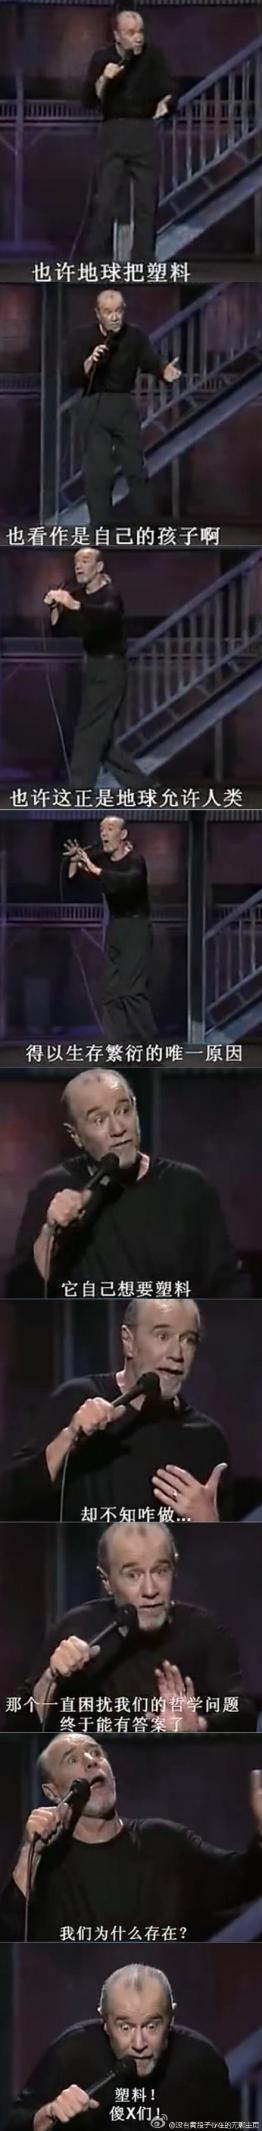 也许地球把塑料
也看作是自己的孩子啊
也许这正是地球允许人类
得以生存繁衍的唯一原因
它自己想要塑料
却不知咋做...
那个一直困扰我们的哲学问题
终于能有答案了
我们为什么存在?
塑料!
傻X们!